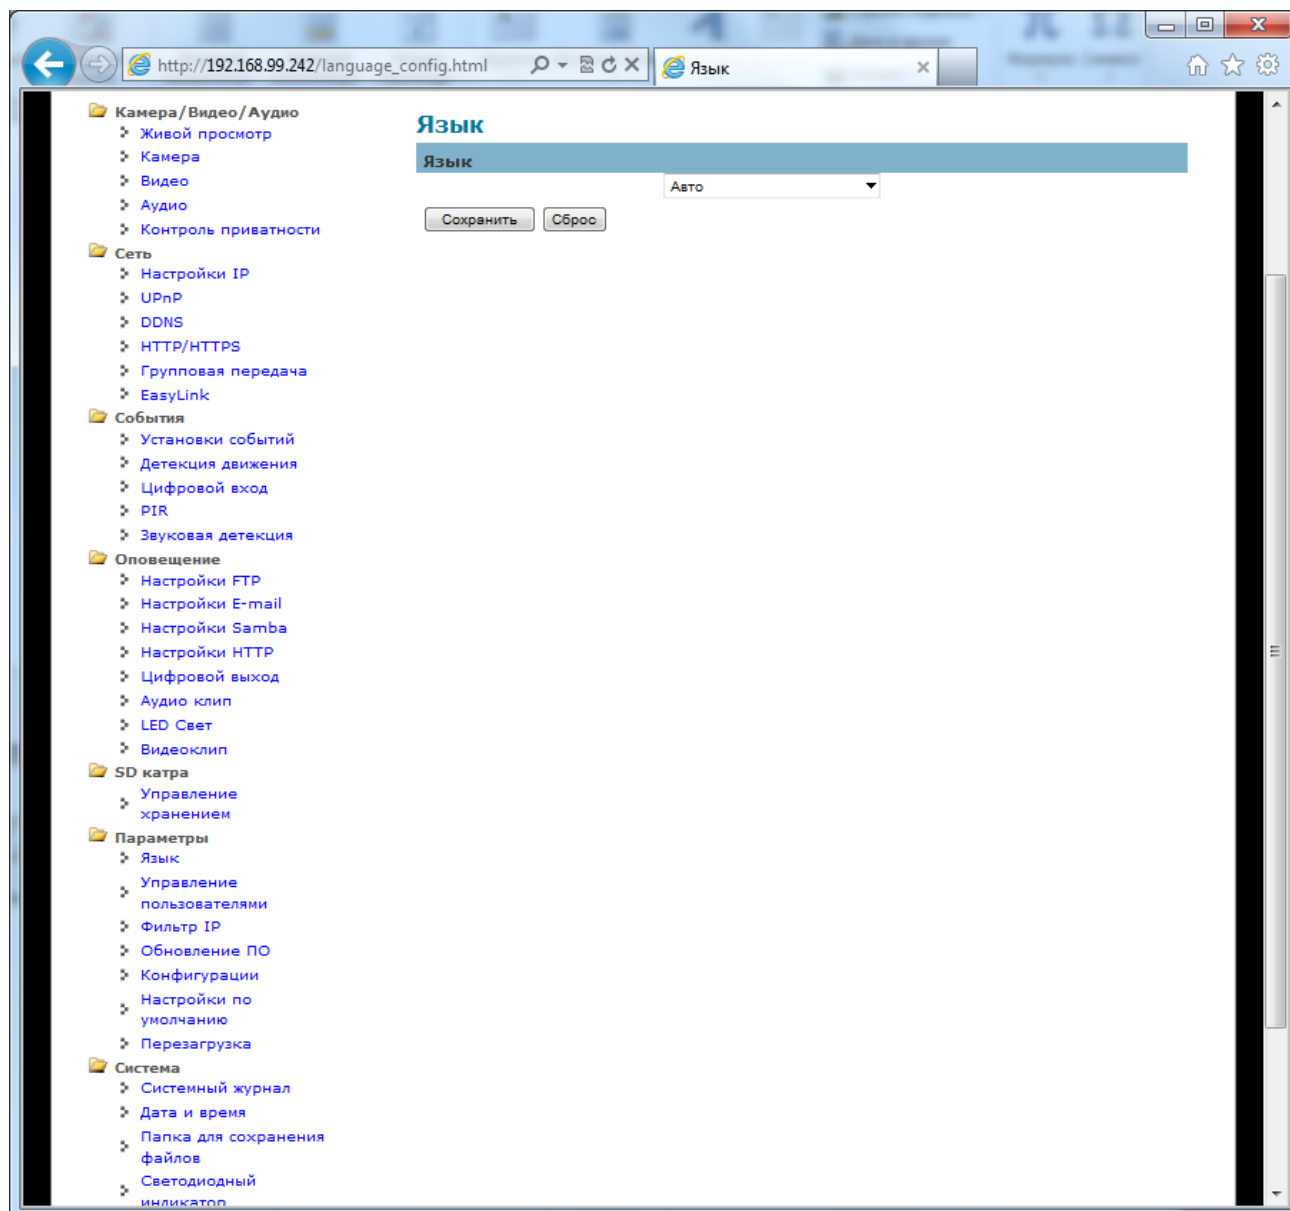 http://192.168.99.242/language_config.html
Язык
Камера/Видео/Аудио
Живой просмотр
Камера
Видео
Аудио
Контроль приватности
Сеть
Настройки IP
UPnP
DDNS
HTTP/HTTPS
Групповая передача
EasyLink
События
Установки событий
Детекция движения
Цифровой вход
PIR
Звуковая детекция
Оповещение
Настройки FTP
Настройки E-mail
Настройки Samba
Настройки HTTP
Цифровой выход
Аудио клип
LED Свет
Видеоклип
SD катра
Управление
хранением
Параметры
Язык
Управление
пользователями
Фильтр IP
Обновление ПО
Конфигурации
Настройки по
умолчанию
Перезагрузка
Система
Системный журнал
Дата и время
Папка для сохранения
файлов
Светодиодный
индикатор
Язык
Язык
Авто
Сохранить Сброс